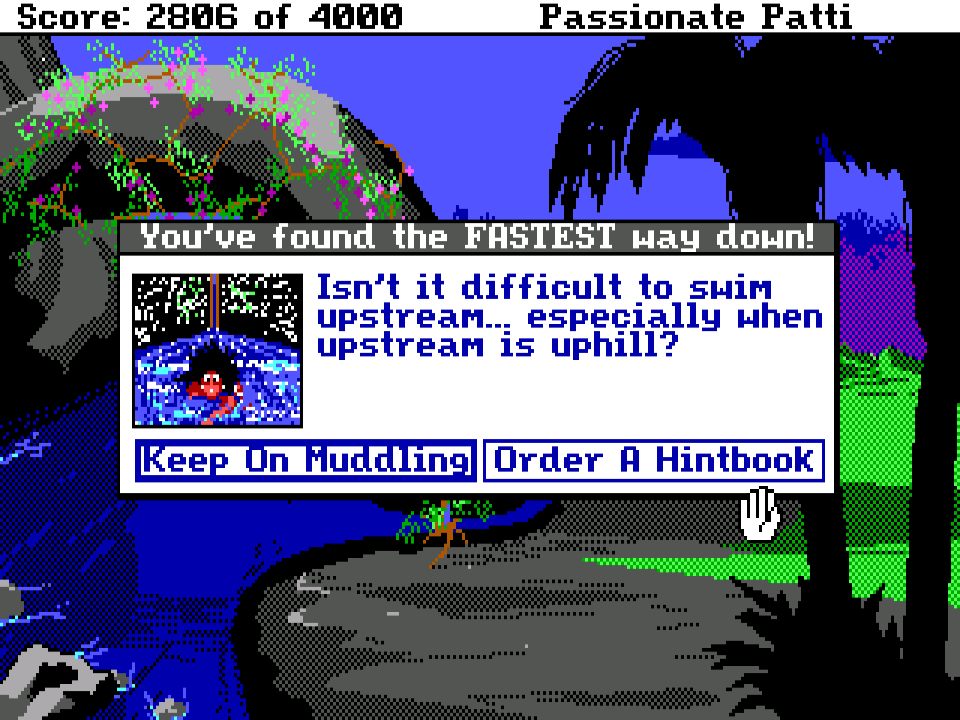 Score: 2806 of 4000 Passionate Patti
You've found the FASTEST way down!
Isn't it difficult to swim
upstream... especially when
upstream is uphill?
Keep On Muddling Order A Hintbook